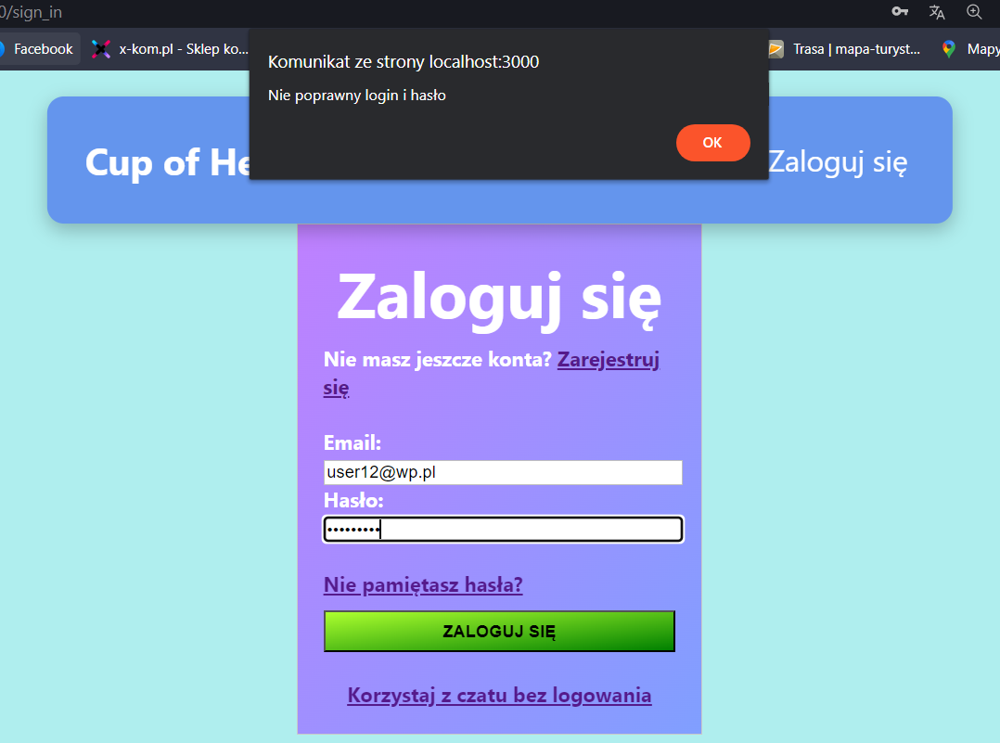 0/sign_in
Facebook
x-kom.pl - Sklep ko...
Trasa | mapa-turyst...
Mapy
Komunikat ze strony localhost:3000
Nie poprawny login i hasło
OK
Cup of He
Zaloguj się
Zaloguj się
Nie masz jeszcze konta? Zarejestruj
się
Email:
user12@wp.pl
Hasło:
•••••••••
Nie pamiętasz hasła?
ZALOGUJ SIĘ
Korzystaj z czatu bez logowania